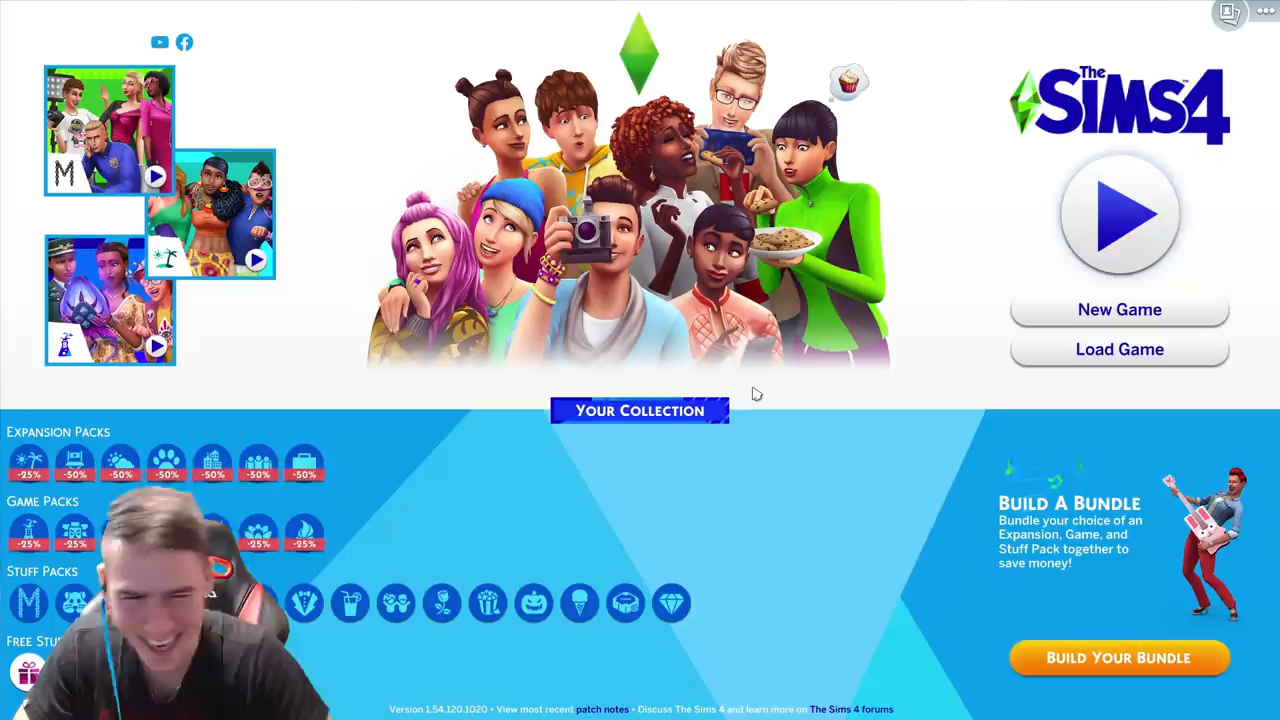 The
SIMS 4
M
New Game
Load Game
YOUR COLLECTION
EXPANSION PACKS
-25%
-50%
-50%
-50%
-50%
-50%
-50%
GAME PACKS
-25%
-25%
-25%
-25%
STUFF PACKS
FREE STU
BUILD A BUNDLE
Bundle your choice of an
Expansion, Game, and
Stuff Pack together to
save money!
BUILD YOUR BUNDLE
Version 1.54.120.1020 • View most recent patch notes • Discuss The Sims 4 and learn more on The Sims 4 forums